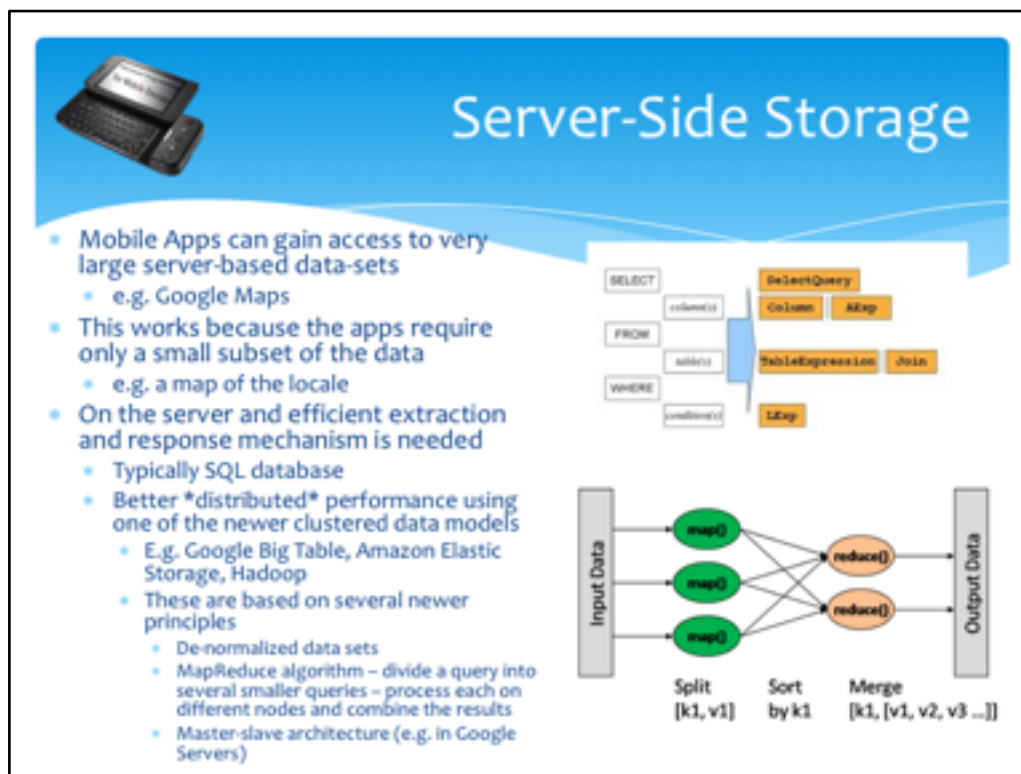 Server-Side Storage
Mobile Apps can gain access to very
large server-based data-sets
e.g. Google Maps
This works because the apps require
only a small subset of the data
e.g. a map of the locale
On the server and efficient extraction
and response mechanism is needed
Typically SQL database
Better *distributed* performance using
one of the newer clustered data models
E.g. Google Big Table, Amazon Elastic
Storage, Hadoop
These are based on several newer
principles
De-normalized data sets
MapReduce algorithm – divide a query into
several smaller queries – process each on
different nodes and combine the results
Master-slave architecture (e.g. in Google
Servers)
SELECT
SelectQuery
column(s)
Column
AExp
FROM
table(s)
TableExpression
Join
WHERE
condition(s)
LExp
Input Data
map()
map()
map()
reduce()
reduce()
Output Data
Split
[k1, v1]
Sort
by k1
Merge
[k1, [v1, v2, v3 ...]]